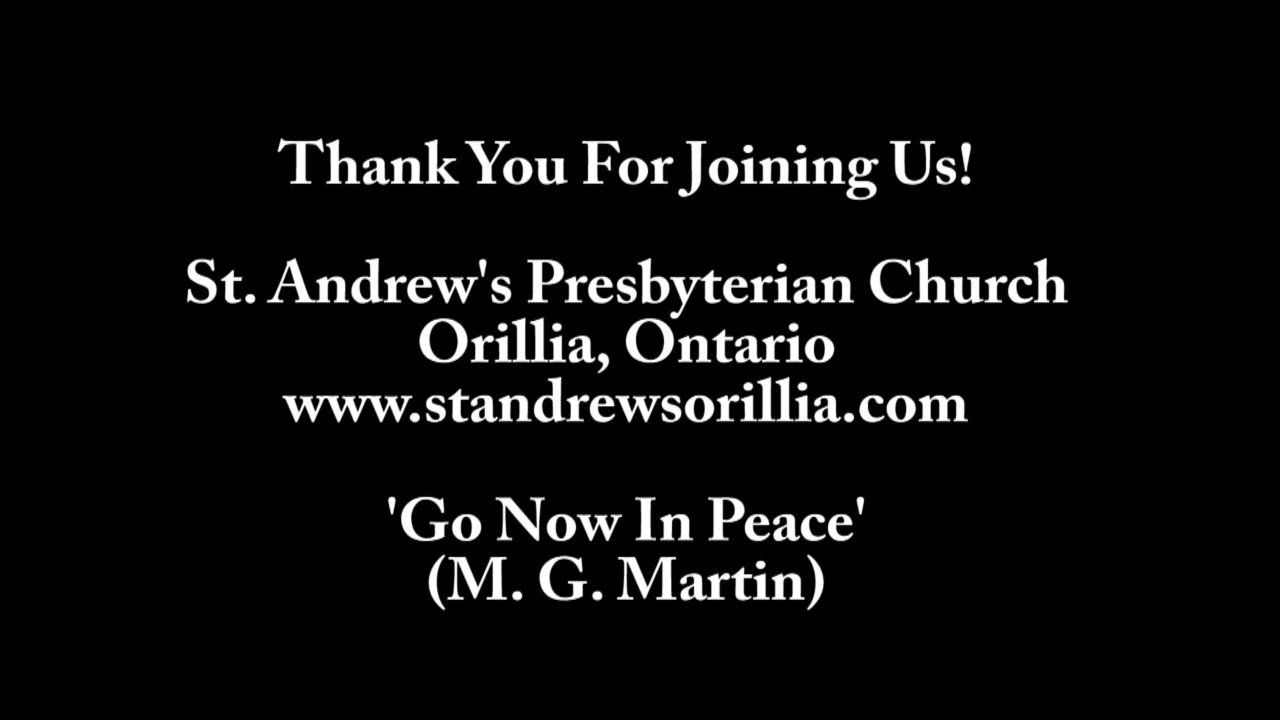 Thank You For Joining Us!
St. Andrew's Presbyterian Church
Orillia, Ontario
www.standrewsorillia.com
'Go Now In Peace'
(M. G. Martin)